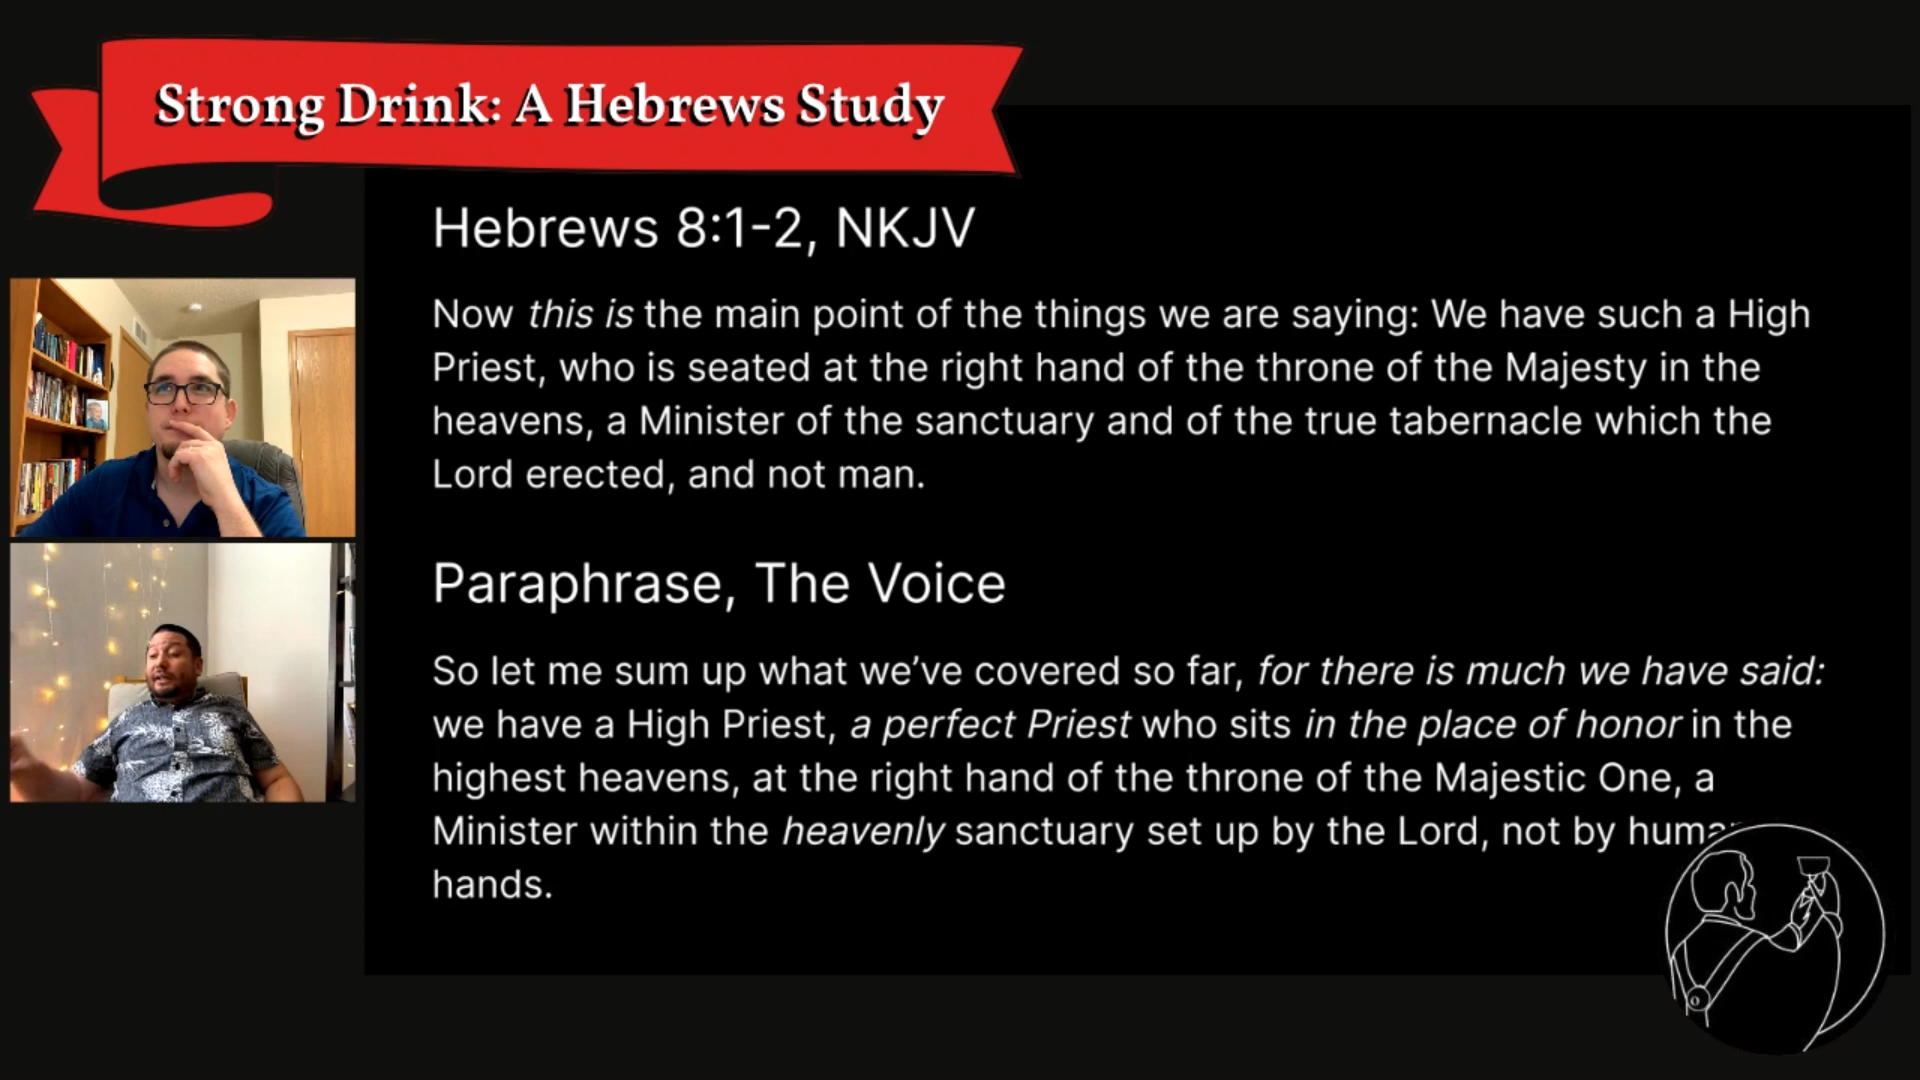 Strong Drink: A Hebrews Study
Hebrews 8:1-2, NKJV
Now this is the main point of the things we are saying: We have such a High
Priest, who is seated at the right hand of the throne of the Majesty in the
heavens, a Minister of the sanctuary and of the true tabernacle which the
Lord erected, and not man.
Paraphrase, The Voice
So let me sum up what we’ve covered so far, for there is much we have said:
we have a High Priest, a perfect Priest who sits in the place of honor in the
highest heavens, at the right hand of the throne of the Majestic One, a
Minister within the heavenly sanctuary set up by the Lord, not by
hands.